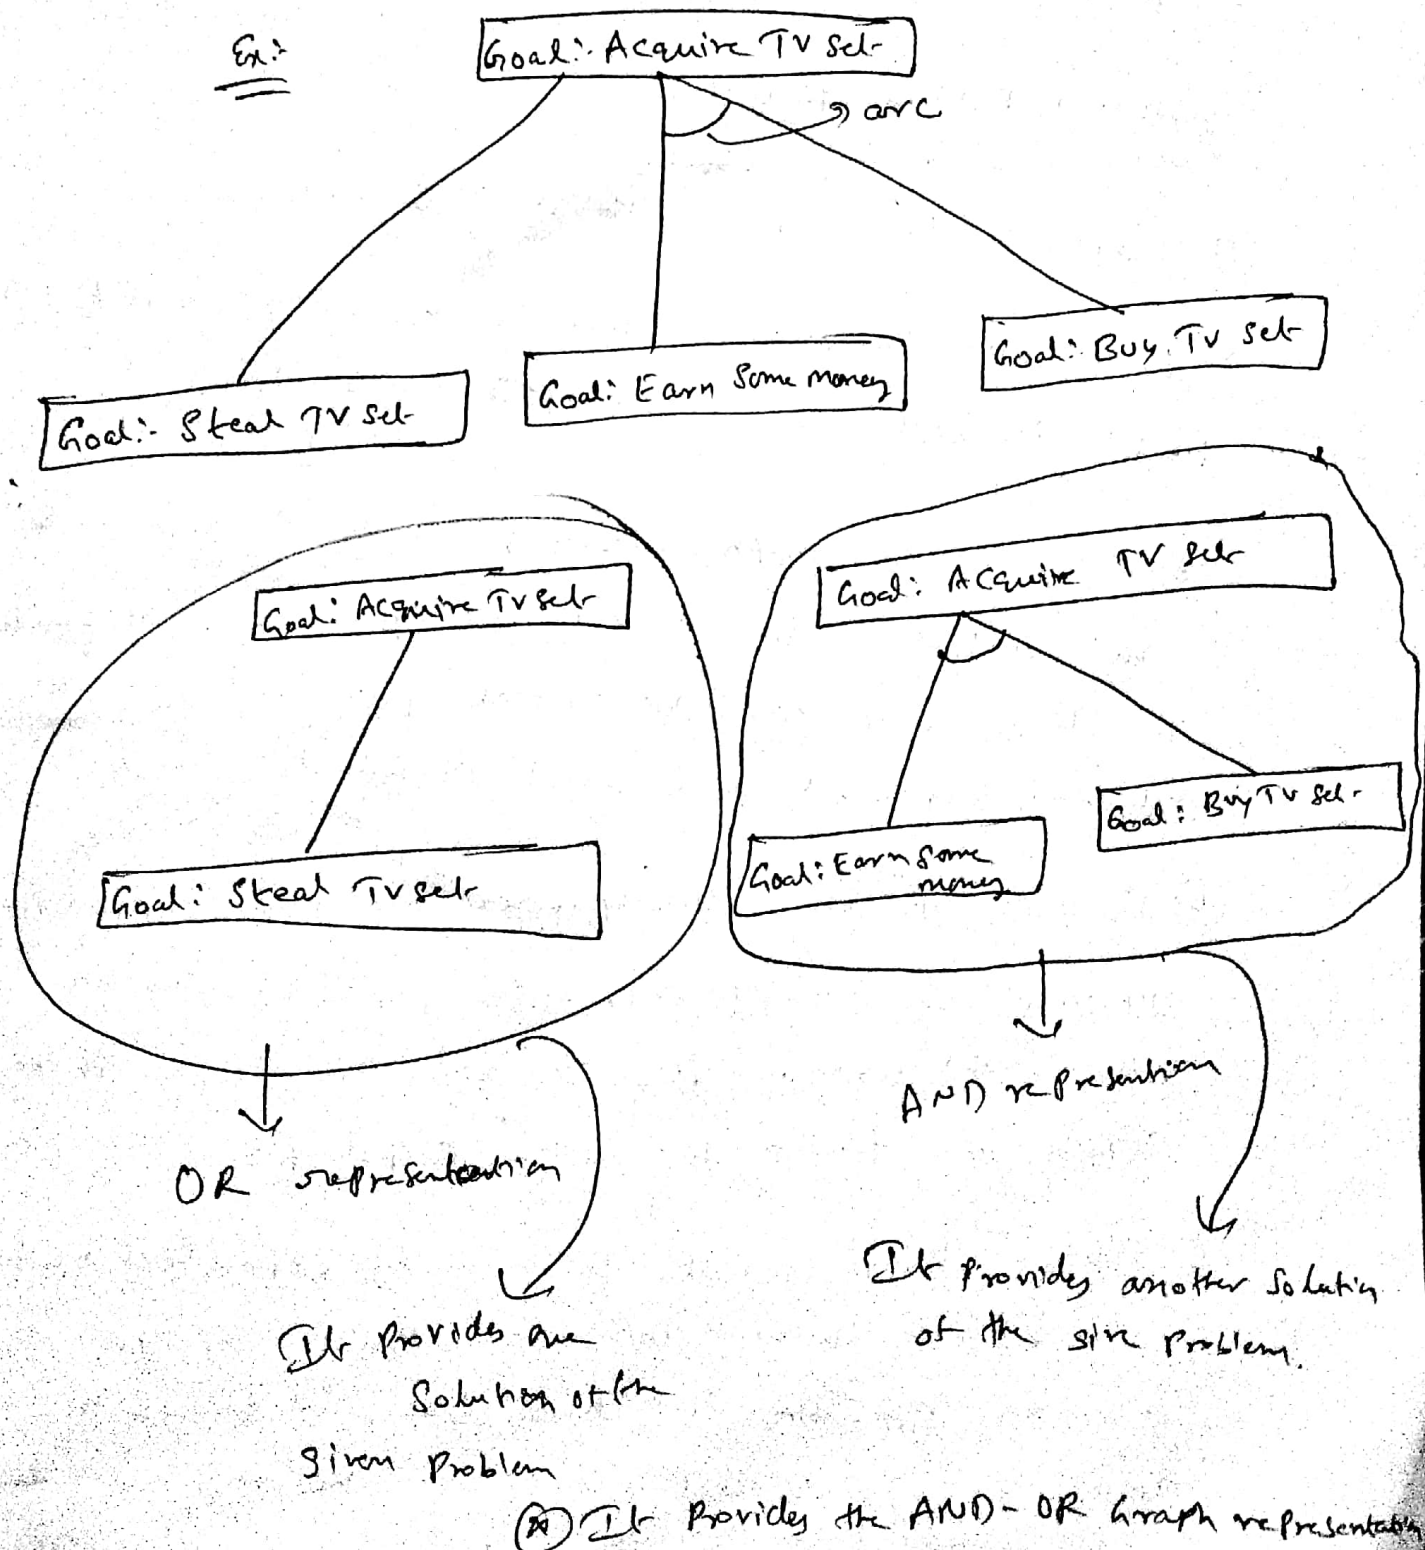 Ex:-
Goal:- Acquire TV Set
arc
Goal:- Steal TV Set
Goal: Earn Some money
Goal: Buy TV Set
Goal: Acquire TV Set
Goal: Steal TV Set
Goal: Acquire TV Set
Goal: Earn Some
money
Goal: Buy TV Set
OR representation
It Provides one
Solution of the
given Problem
AND represention
It Provides another Solution
of the give Problem.
It Provides the AND-OR Graph representation